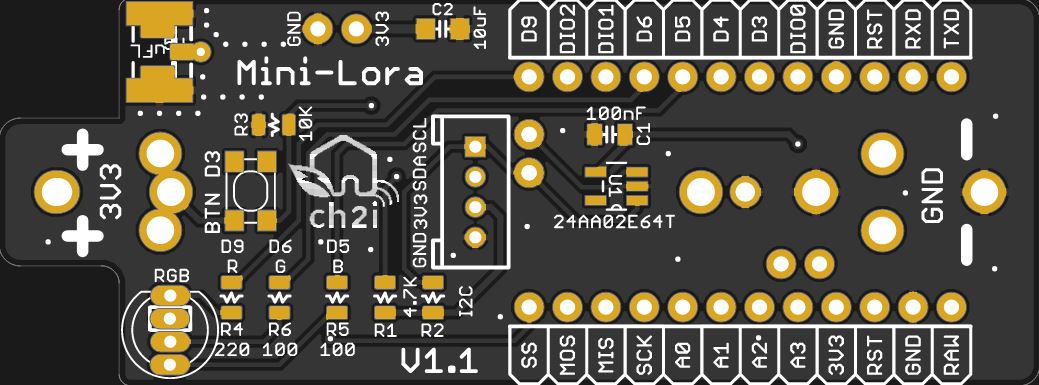 GND
3V3
C2
10uF
D9
DIO2
DIO1
D6
D5
D4
D3
DIO0
GND
RST
RXD
TXD
uFL
Mini-Lora
R3
10K
100nF
C1
3V3
BTN D3
ch2i
GND
3V3
SDA
SCL
U1
24AA02E64T
GND
D9
D6
D5
RGB
R
G
B
4.7K
I2C
R4
R6
R5
R1
R2
220
100
100
V1.1
SS
MOS
MIS
SCK
A0
A1
A2
A3
3V3
RST
GND
RAW